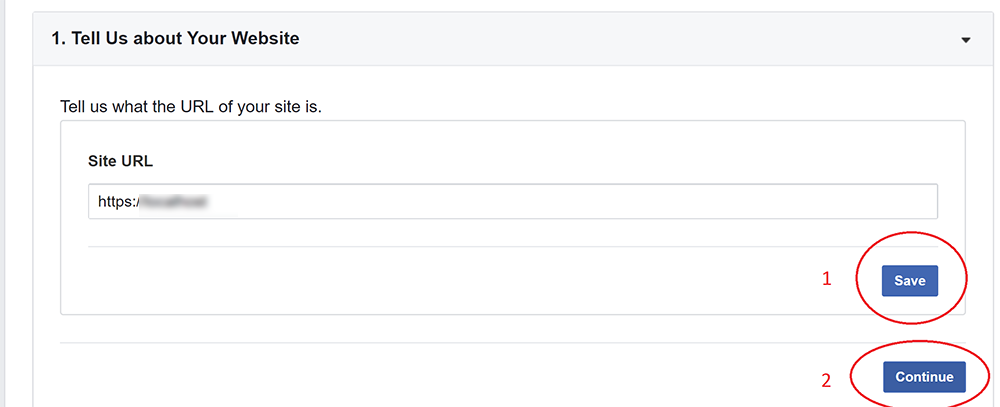 1. Tell Us about Your Website
Tell us what the URL of your site is.
Site URL
https:/
1
Save
2
Continue